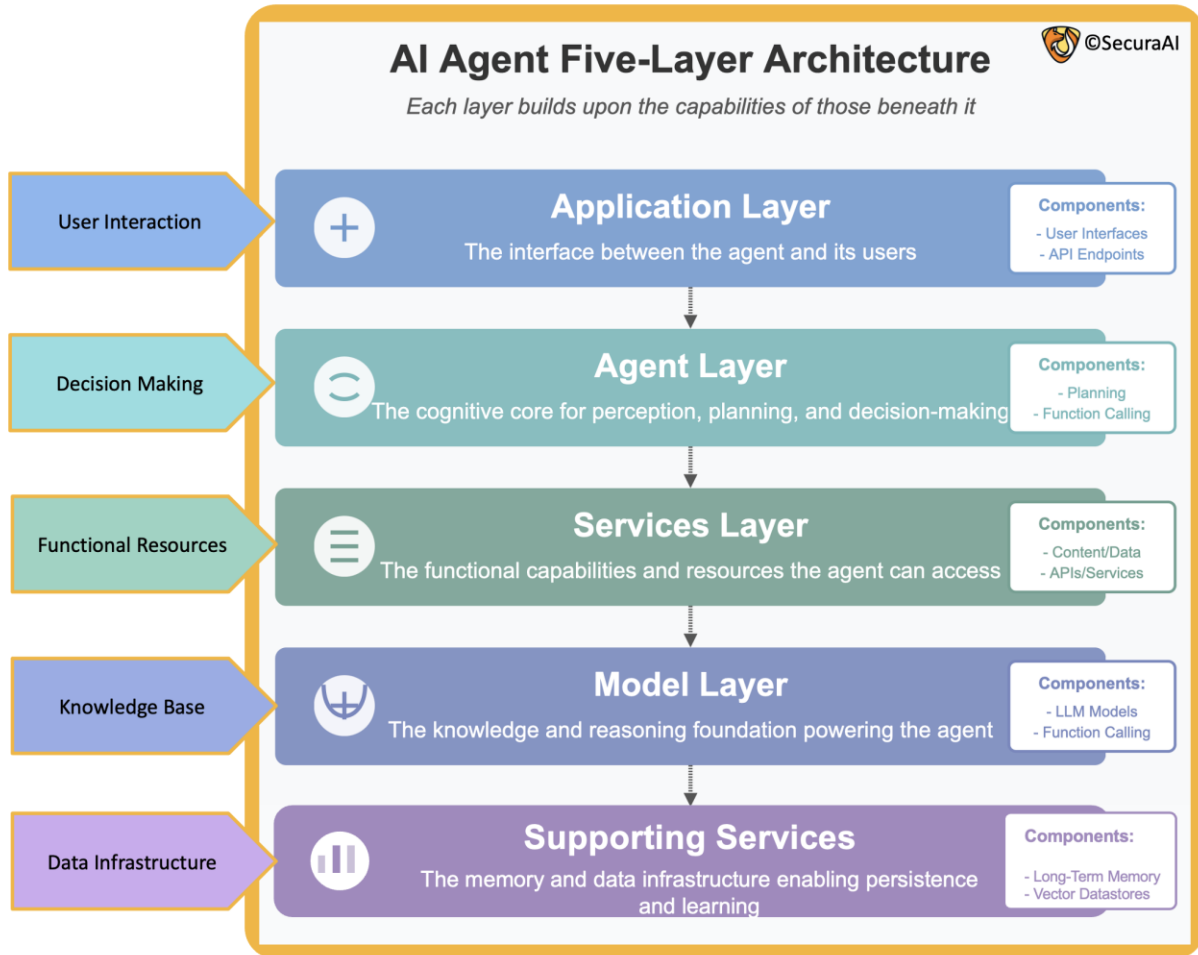 ©SecuraAI
AI Agent Five-Layer Architecture
Each layer builds upon the capabilities of those beneath it
User Interaction
Application Layer
The interface between the agent and its users
Components:
- User Interfaces
- API Endpoints
Decision Making
Agent Layer
The cognitive core for perception, planning, and decision-making
Components:
- Planning
- Function Calling
Functional Resources
Services Layer
The functional capabilities and resources the agent can access
Components:
- Content/Data
- APIs/Services
Knowledge Base
Model Layer
The knowledge and reasoning foundation powering the agent
Components:
- LLM Models
- Function Calling
Data Infrastructure
Supporting Services
The memory and data infrastructure enabling persistence
and learning
Components:
- Long-Term Memory
- Vector Datastores